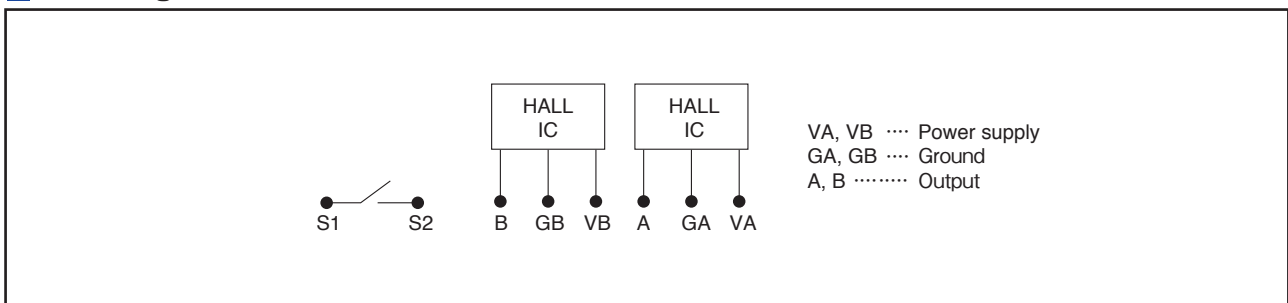 HALL
IC
HALL
IC
VA, VB ···· Power supply
GA, GB ···· Ground
A, B ········· Output
S1 S2 B GB VB A GA VA